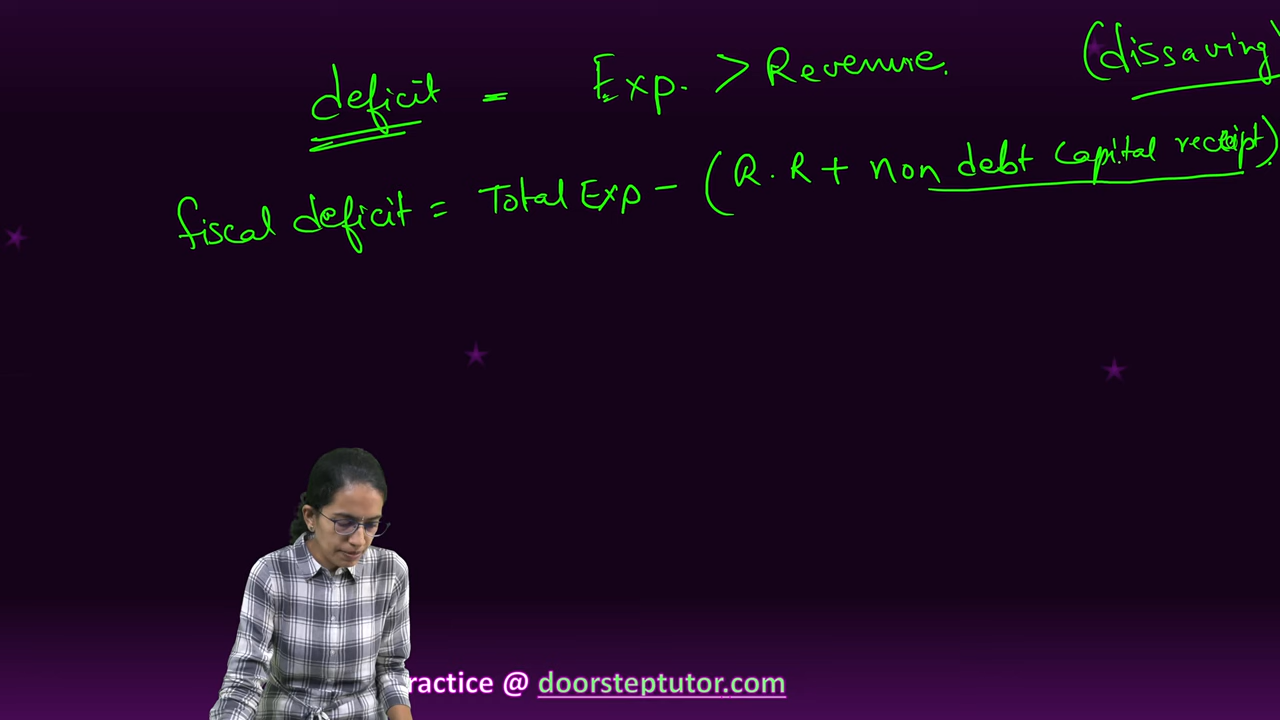 deficit = Exp. > Revenue. (dissaving)
fiscal deficit = Total Exp - (R.R + non debt capital receipt)
ractice @ doorsteptutor.com